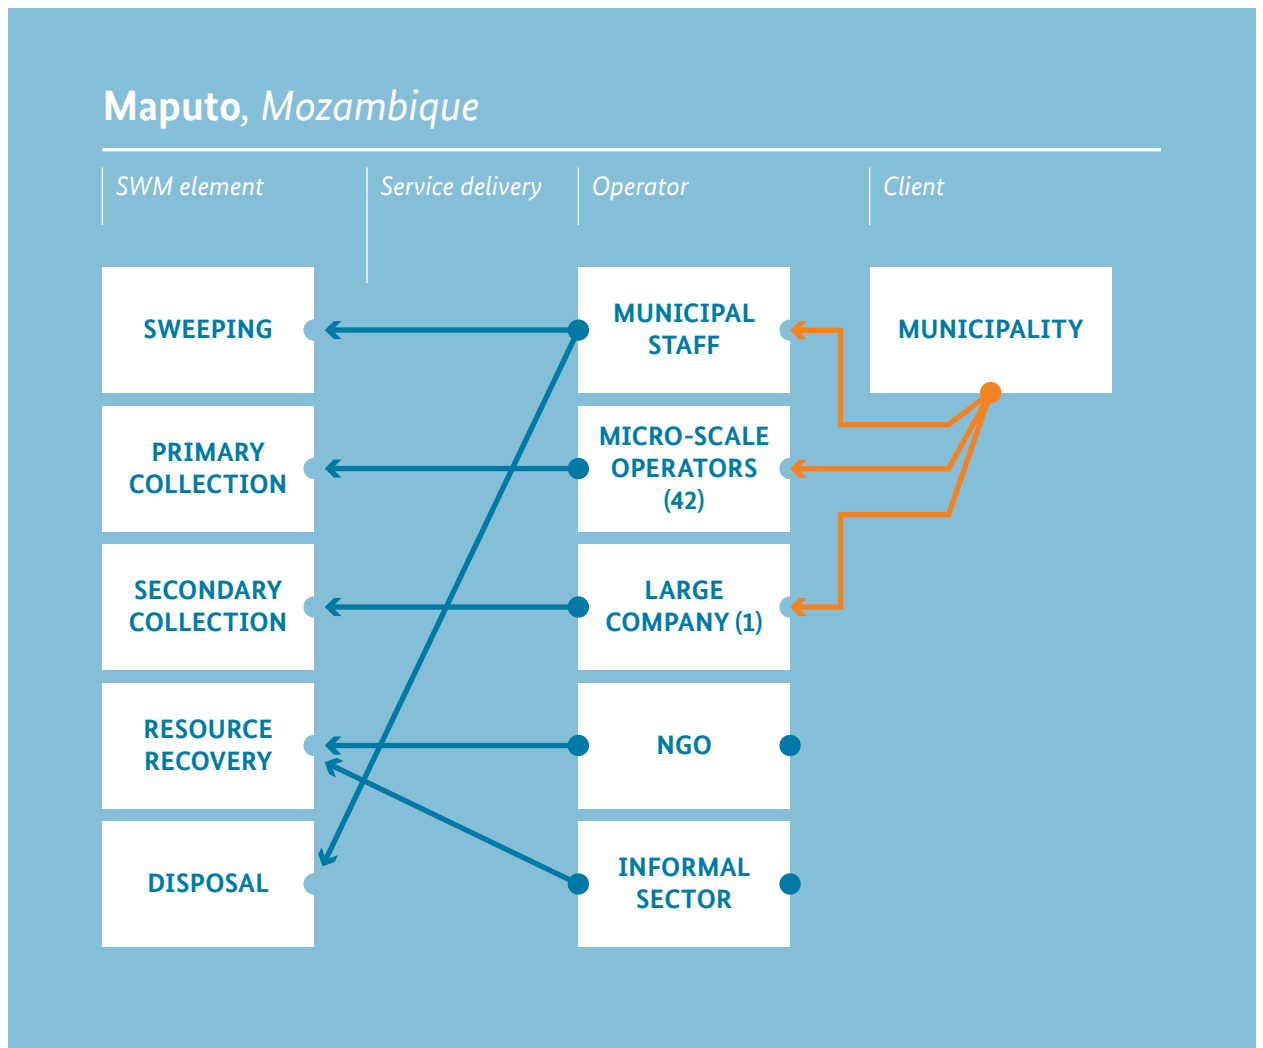 Maputo, Mozambique
SWM element
Service delivery
Operator
Client
SWEEPING
MUNICIPAL
STAFF
MUNICIPALITY
PRIMARY
COLLECTION
MICRO-SCALE
OPERATORS
(42)
SECONDARY
COLLECTION
LARGE
COMPANY (1)
RESOURCE
RECOVERY
NGO
DISPOSAL
INFORMAL
SECTOR